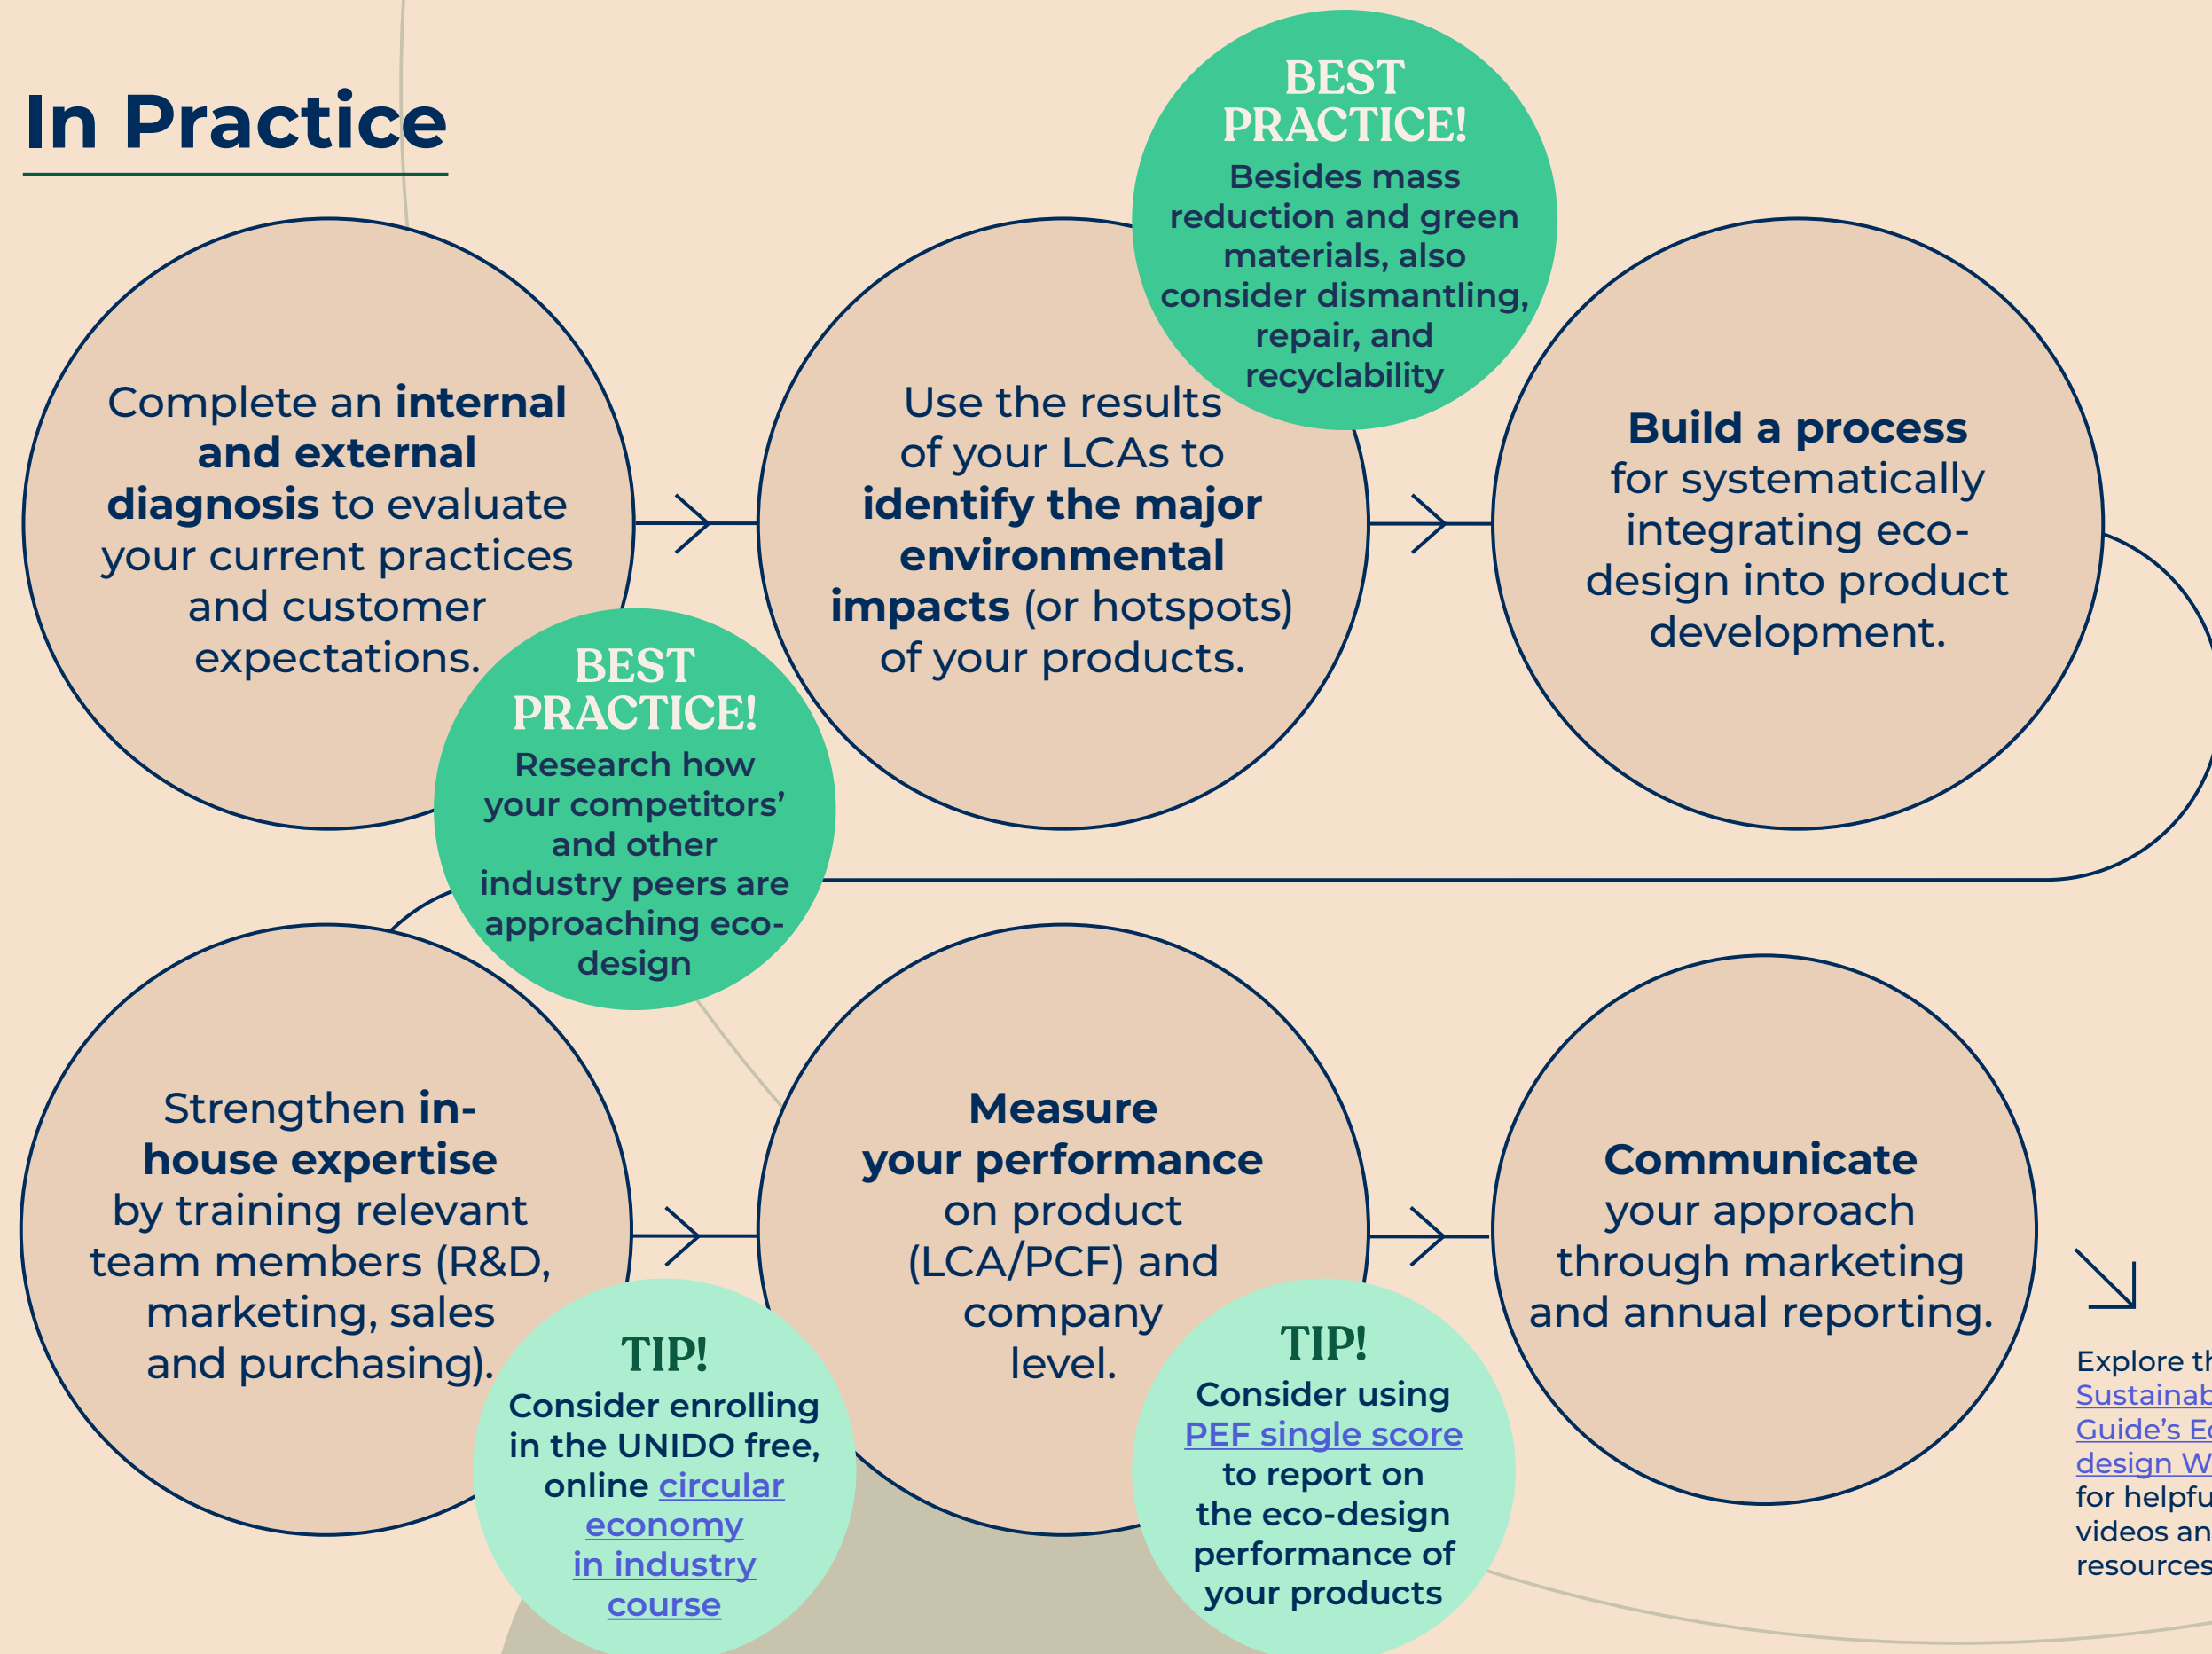 In Practice
Complete an internal
and external
diagnosis to evaluate
your current practices
and customer
expectations.
BEST
PRACTICE!
Research how
your competitors’
and other
industry peers are
approaching eco-
design
Use the results
of your LCAs to
identify the major
environmental
impacts (or hotspots)
of your products.
BEST
PRACTICE!
Besides mass
reduction and green
materials, also
consider dismantling,
repair, and
recyclability
Build a process
for systematically
integrating eco-
design into product
development.
Strengthen in-
house expertise
by training relevant
team members (R&D,
marketing, sales
and purchasing).
TIP!
Consider enrolling
in the UNIDO free,
online circular
economy
in industry
course
Measure
your performance
on product
(LCA/PCF) and
company
level.
TIP!
Consider using
PEF single score
to report on
the eco-design
performance of
your products
Communicate
your approach
through marketing
and annual reporting.
Explore
Guide’s
design
for
videos
resources